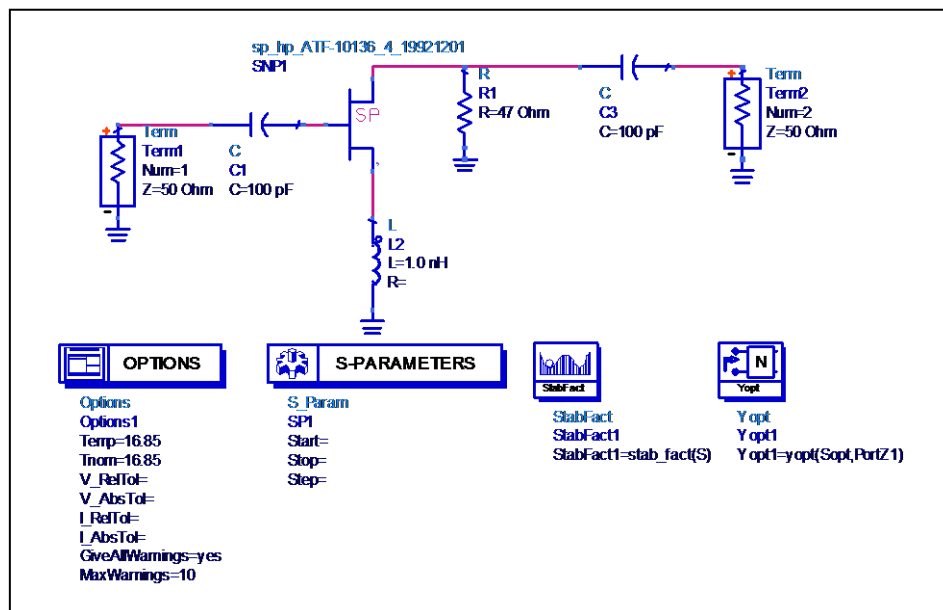 sp_hp_ATF-10136_4_19921201
SNP1
SP
R
R1
R=47 Ohm
C
C3
C=100 pF
+
Term
Term2
Num=2
Z=50 Ohm
-
+
Term
Term1
Num=1
Z=50 Ohm
-
C
C1
C=100 pF
L
L2
L=1.0 nH
R=
OPTIONS
Options
Options1
Temp=16.85
Tnom=16.85
V_RelTol=
V_AbsTol=
I_RelTol=
I_AbsTol=
GiveAllWarnings=yes
MaxWarnings=10
S-PARAMETERS
S_Param
SP1
Start=
Stop=
Step=
StabFact
StabFact
StabFact1
StabFact1=stab_fact(S)
N
Yopt
Yopt
Yopt1
Yopt1=yopt(Sopt,PortZ1)